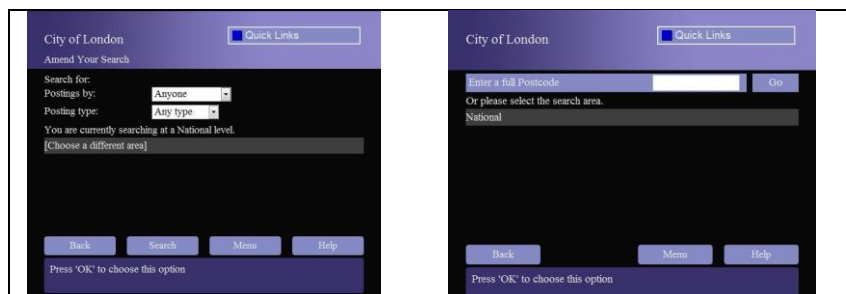 City of London
Quick Links
Amend Your Search
Search for:
Postings by: Anyone
Posting type: Any type
You are currently searching at a National level.
[Choose a different area]
Back Search Menu Help
Press 'OK' to choose this option
City of London
Quick Links
Enter a full Postcode Go
Or please select the search area.
National
Back Menu Help
Press 'OK' to choose this option